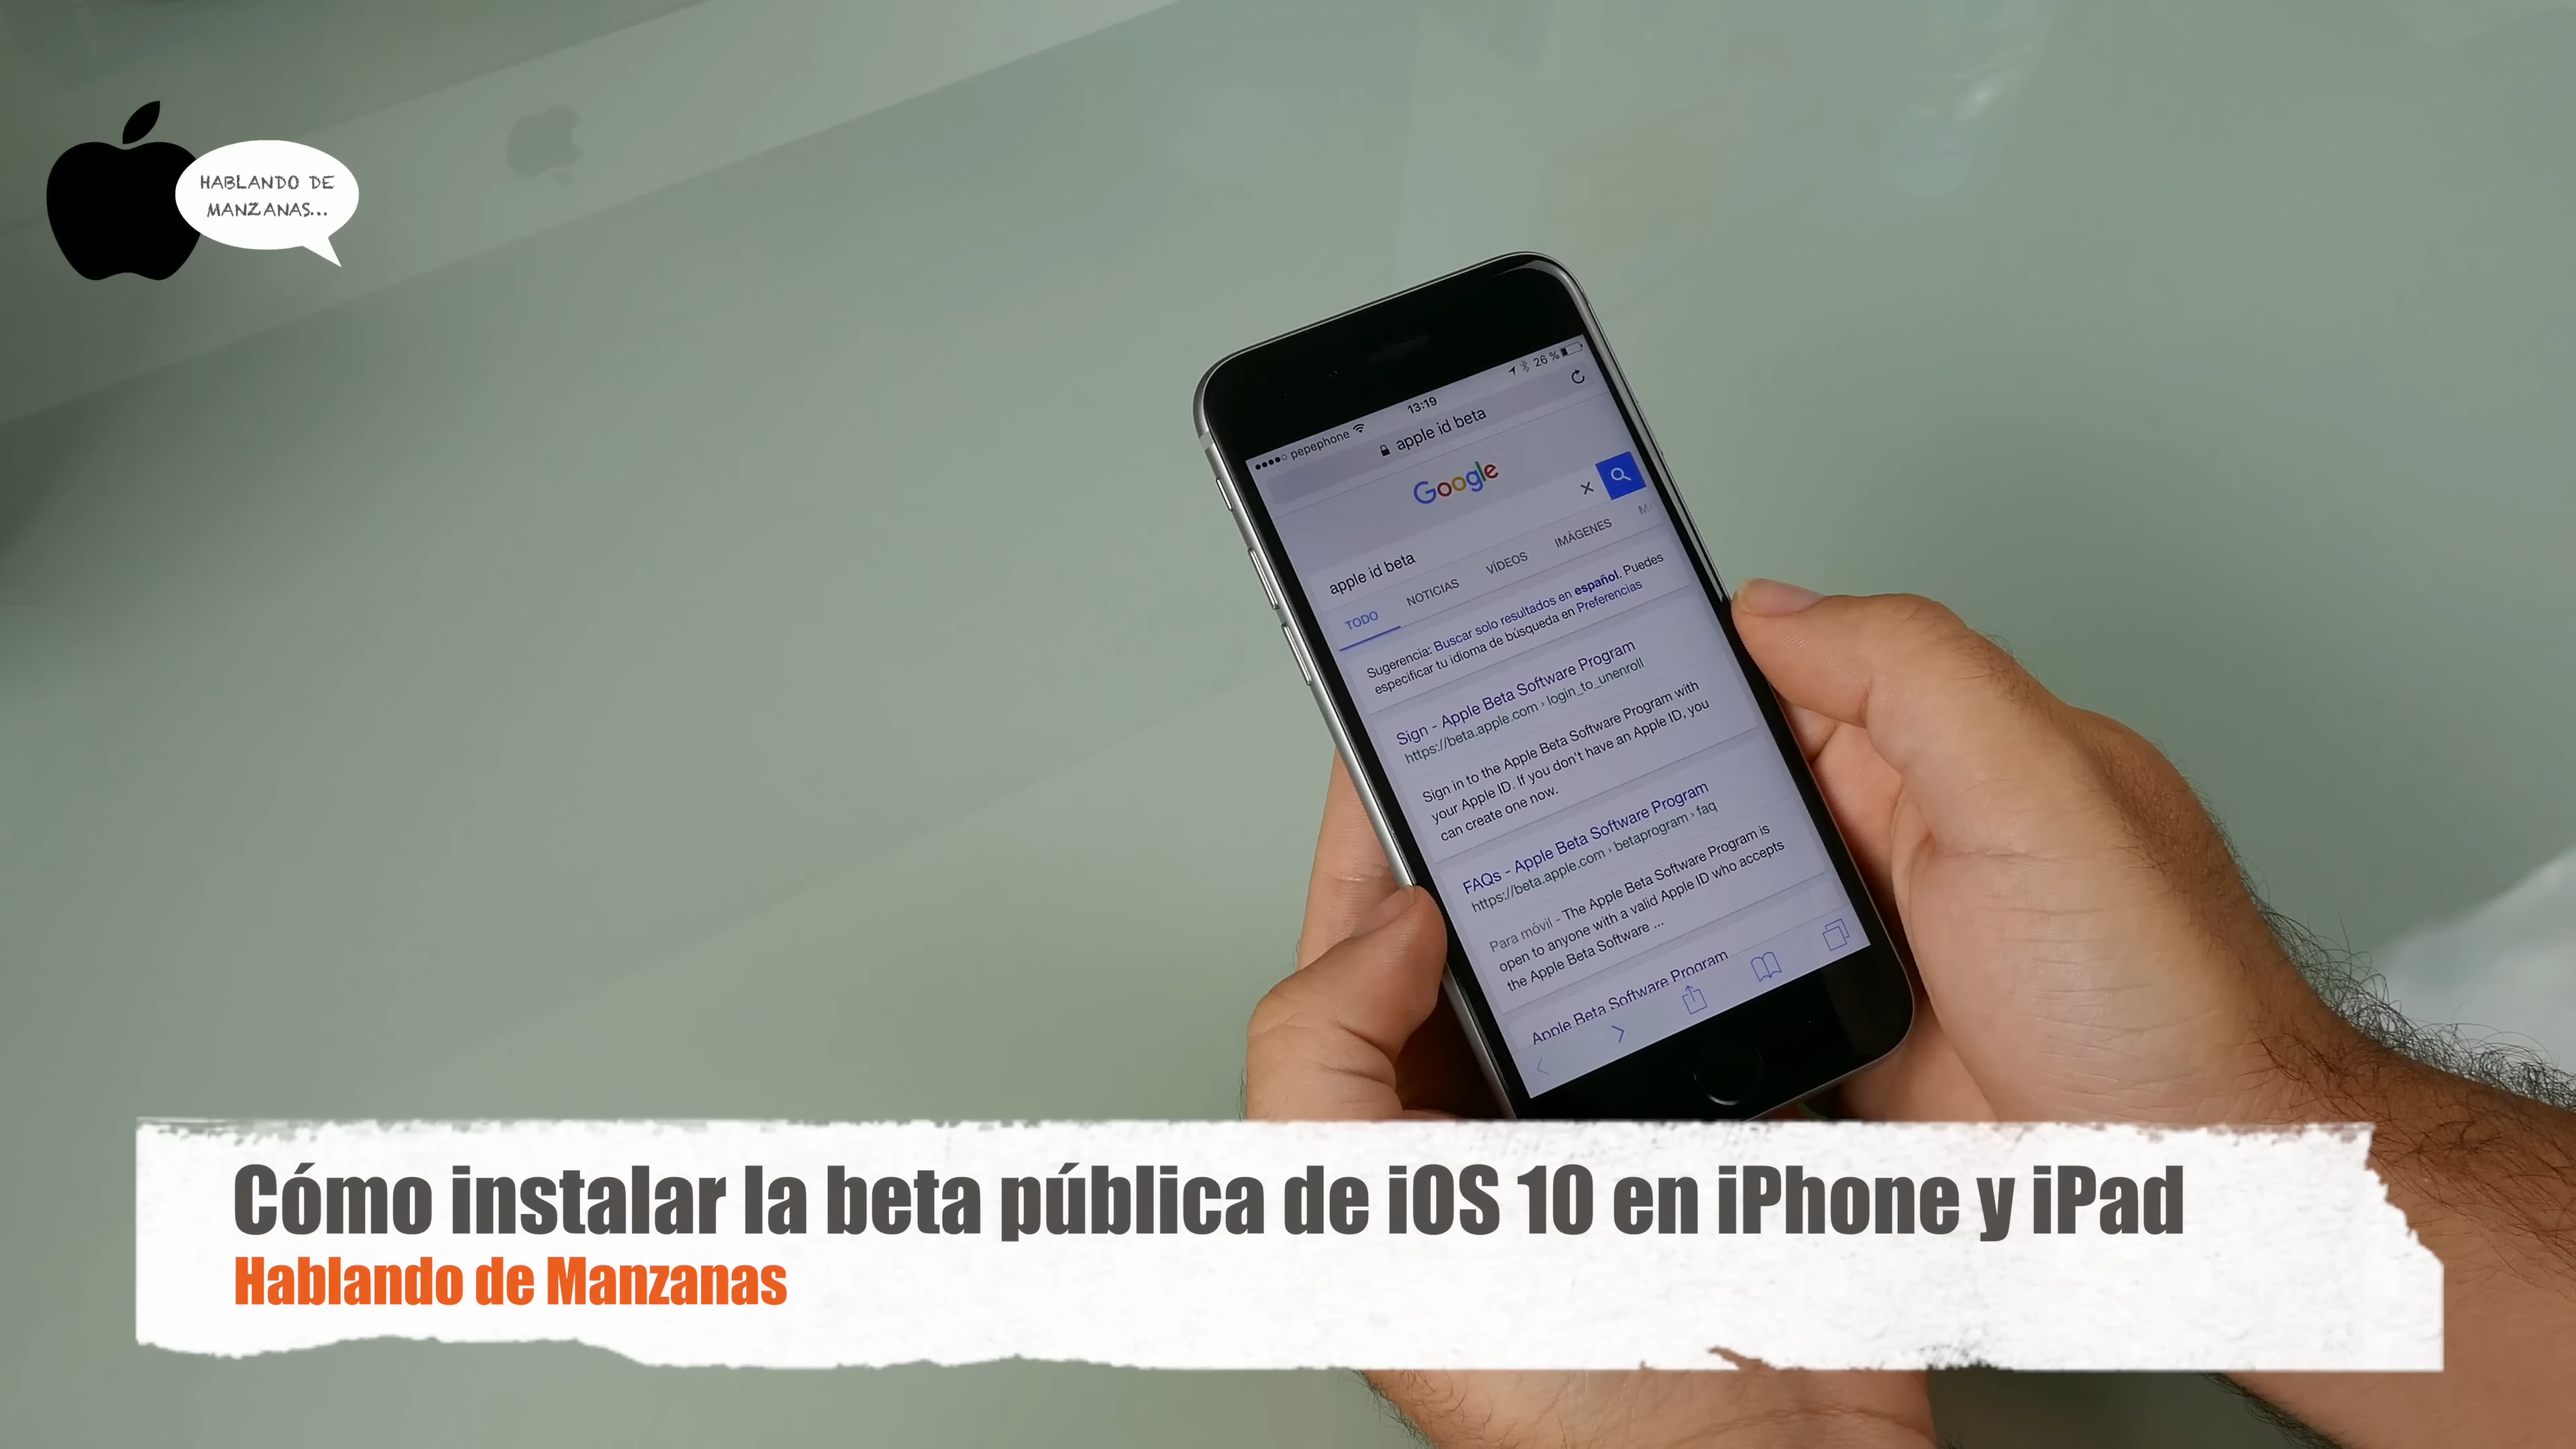 HABLANDO DE
MANZANAS...
pepephone
13:19
26 %
apple id beta
Google
apple id beta
TODO NOTICIAS VÍDEOS IMÁGENES
Sugerencia: Buscar solo resultados en español. Puedes
especificar tu idioma de búsqueda en Preferencias
Sign - Apple Beta Software Program
https://beta.apple.com › login_to_unenroll
Sign in to the Apple Beta Software Program with
your Apple ID. If you don't have an Apple ID, you
can create one now.
FAQs - Apple Beta Software Program
https://beta.apple.com › betaprogram › faq
Para móvil - The Apple Beta Software Program is
open to anyone with a valid Apple ID who accepts
the Apple Beta Software ...
Apple Beta Software Program
Cómo instalar la beta pública de iOS 10 en iPhone y iPad
Hablando de Manzanas